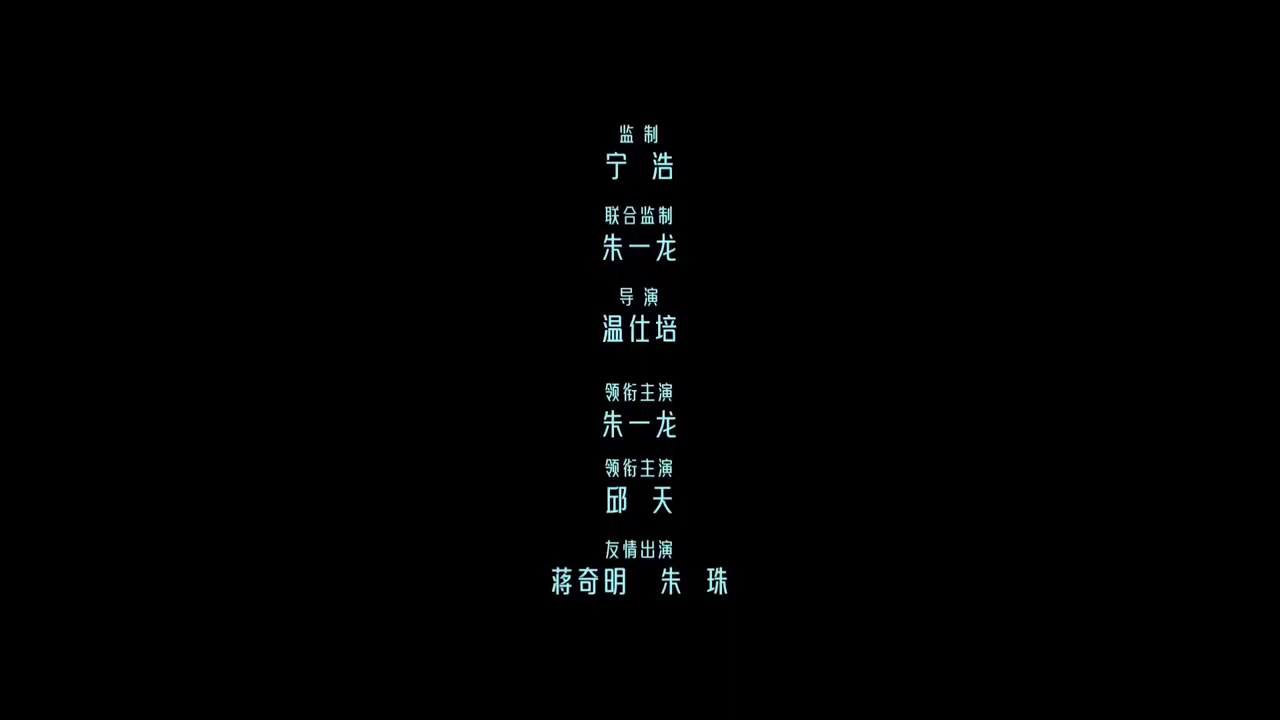 监 制
宁 浩
联合监制
朱一龙
导 演
温仕培
领衔主演
朱一龙
领衔主演
邱 天
友情出演
蒋奇明 朱 珠